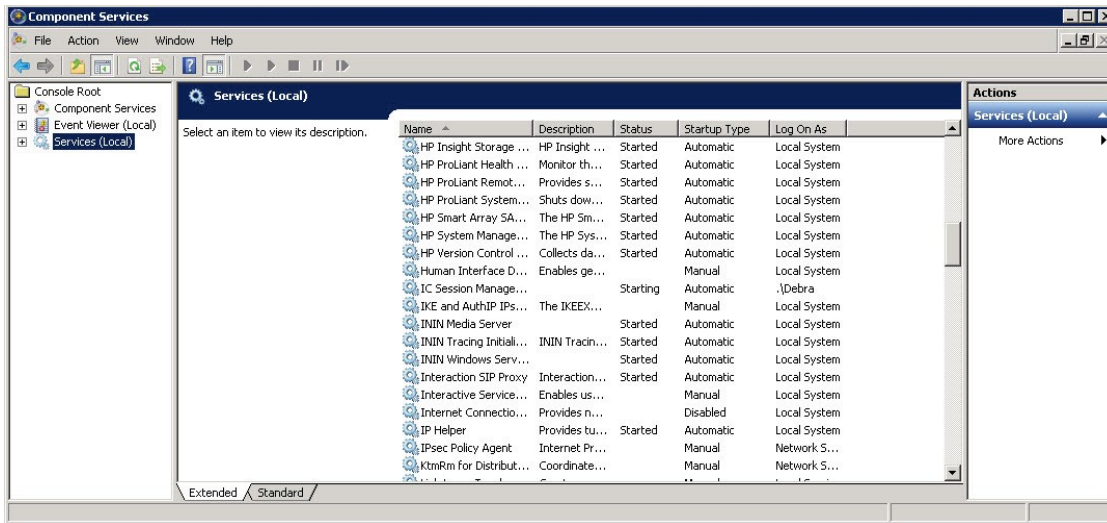 Component Services
File Action View Window Help
Console Root
Component Services
Event Viewer (Local)
Services (Local)
Services (Local)
Select an item to view its description.
Name Description Status Startup Type Log On As
HP Insight Storage ... HP Insight ... Started Automatic Local System
HP ProLiant Health ... Monitor th... Started Automatic Local System
HP ProLiant Remot... Provides s... Started Automatic Local System
HP ProLiant System... Shuts dow... Started Automatic Local System
HP Smart Array SA... The HP Sm... Started Automatic Local System
HP System Manage... The HP Sys... Started Automatic Local System
HP Version Control ... Collects da... Started Automatic Local System
Human Interface D... Enables ge... Manual Local System
IC Session Manage... Starting Automatic .\Debra
IKE and AuthIP IPs... The IKEEX... Manual Local System
ININ Media Server Started Automatic Local System
ININ Tracing Initiali... ININ Tracin... Started Automatic Local System
ININ Windows Serv... Started Automatic Local System
Interaction SIP Proxy Interaction... Started Automatic Local System
Interactive Service... Enables us... Manual Local System
Internet Connectio... Provides n... Disabled Local System
IP Helper Provides tu... Started Automatic Local System
IPsec Policy Agent Internet Pr... Manual Network S...
KtmRm for Distribut... Coordinate... Manual Network S...
Extended Standard
Actions
Services (Local)
More Actions